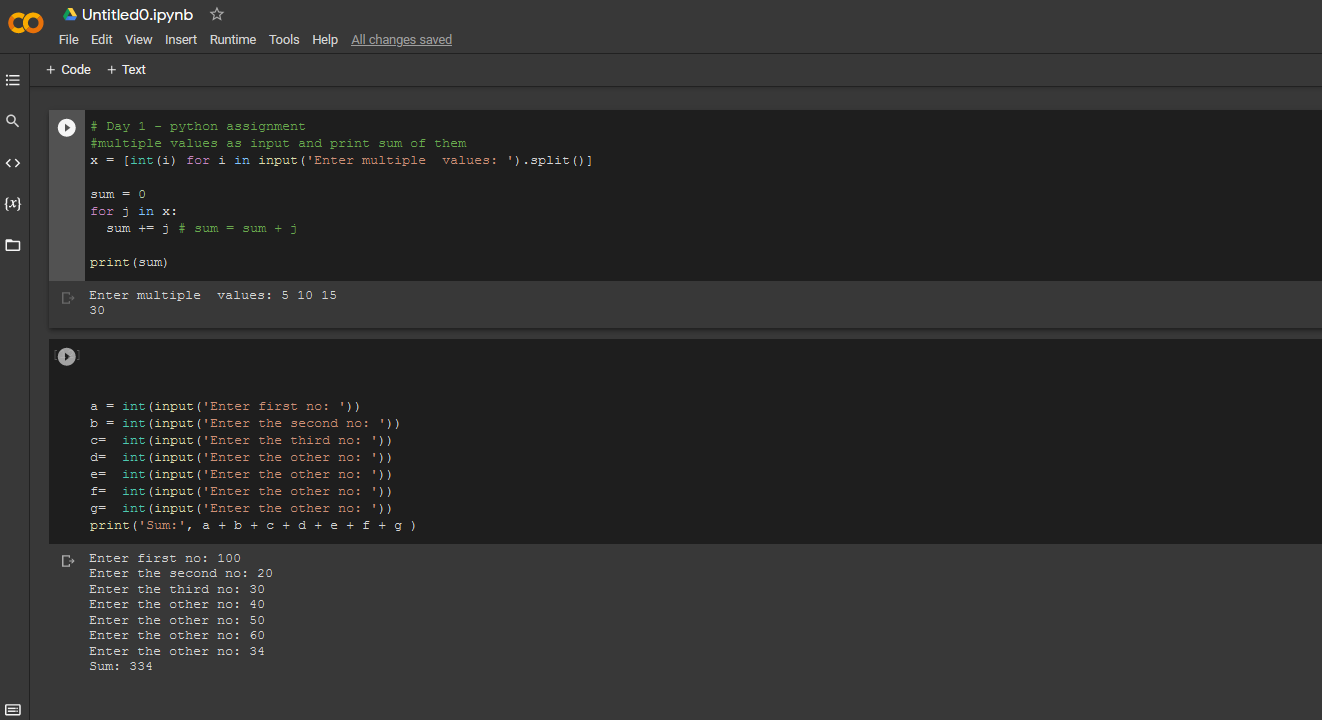 Untitled0.ipynb
File Edit View Insert Runtime Tools Help All changes saved
+ Code + Text
# Day 1 - python assignment
#multiple values as input and print sum of them
x = [int(i) for i in input('Enter multiple  values: ').split()]
sum = 0
for j in x:
  sum += j # sum = sum + j
print(sum)
Enter multiple  values: 5 10 15
30
a = int(input('Enter first no: '))
b = int(input('Enter the second no: '))
c=  int(input('Enter the third no: '))
d=  int(input('Enter the other no: '))
e=  int(input('Enter the other no: '))
f=  int(input('Enter the other no: '))
g=  int(input('Enter the other no: '))
print('Sum:', a + b + c + d + e + f + g )
Enter first no: 100
Enter the second no: 20
Enter the third no: 30
Enter the other no: 40
Enter the other no: 50
Enter the other no: 60
Enter the other no: 34
Sum: 334